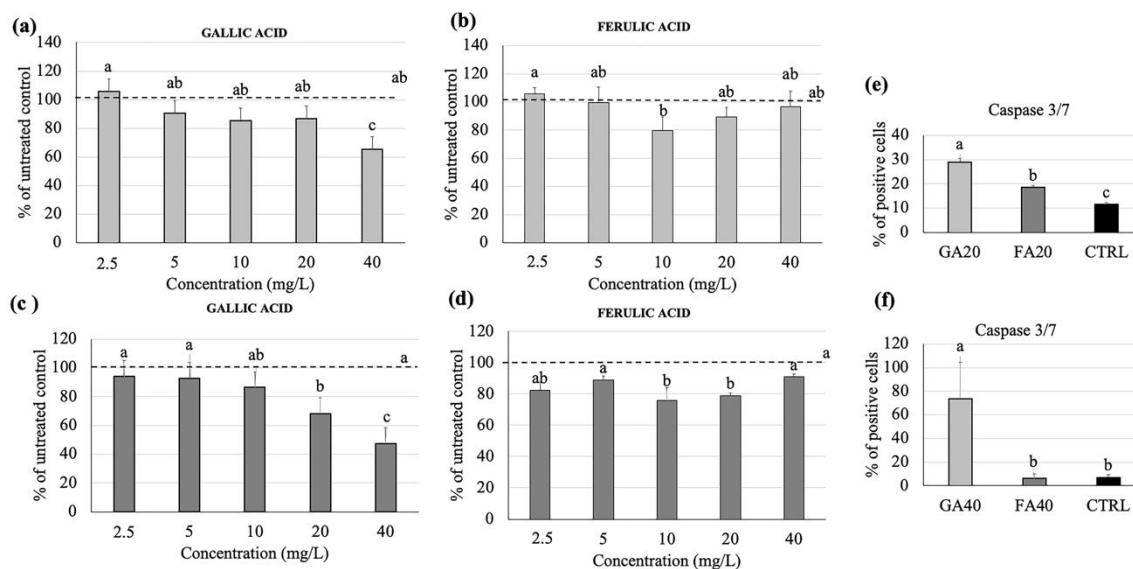 (a)
GALLIC ACID
140
120
100
80
60
40
20
0
% of untreated control
a
ab
ab
ab
c
ab
2.5 5 10 20 40
Concentration (mg/L)
(b)
FERULIC ACID
140
120
100
80
60
40
20
0
% of untreated control
a
ab
b
ab
ab
ab
2.5 5 10 20 40
Concentration (mg/L)
(c )
GALLIC ACID
120
100
80
60
40
20
0
% of untreated control
a
a
ab
b
c
a
2.5 5 10 20 40
Concentration (mg/L)
(d)
FERULIC ACID
120
100
80
60
40
20
0
% of untreated control
ab
a
b
b
a
a
2.5 5 10 20 40
Concentration (mg/L)
(e)
Caspase 3/7
40
30
20
10
0
% of positive cells
a
b
c
GA20 FA20 CTRL
(f)
Caspase 3/7
120
100
80
60
40
20
0
% of positive cells
a
b
b
GA40 FA40 CTRL